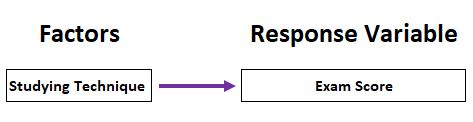 Factors
Response Variable
Studying Technique
Exam Score